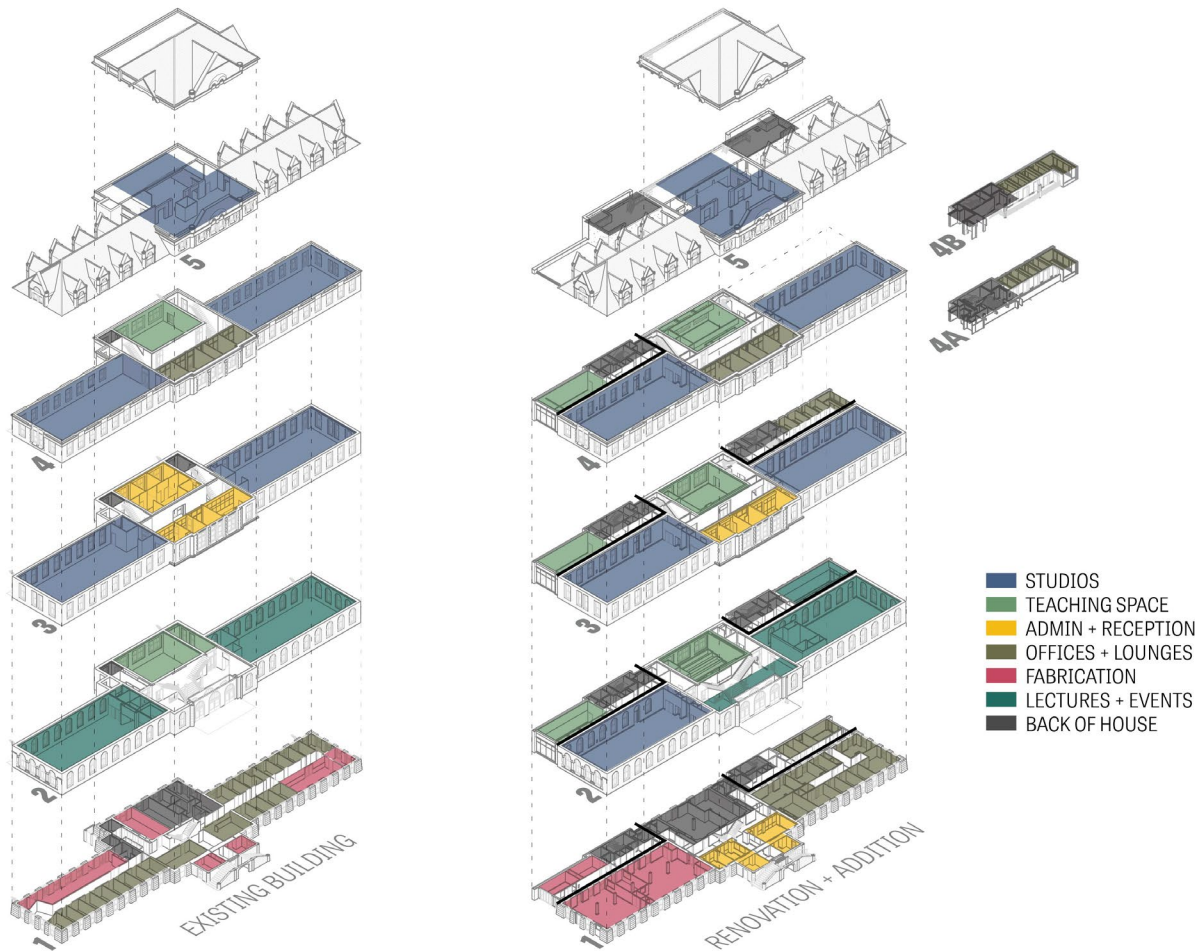 5
4
3
2
1
EXISTING BUILDING
5
4
3
2
1
RENOVATION + ADDITION
4B
4A
STUDIOS
TEACHING SPACE
ADMIN + RECEPTION
OFFICES + LOUNGES
FABRICATION
LECTURES + EVENTS
BACK OF HOUSE